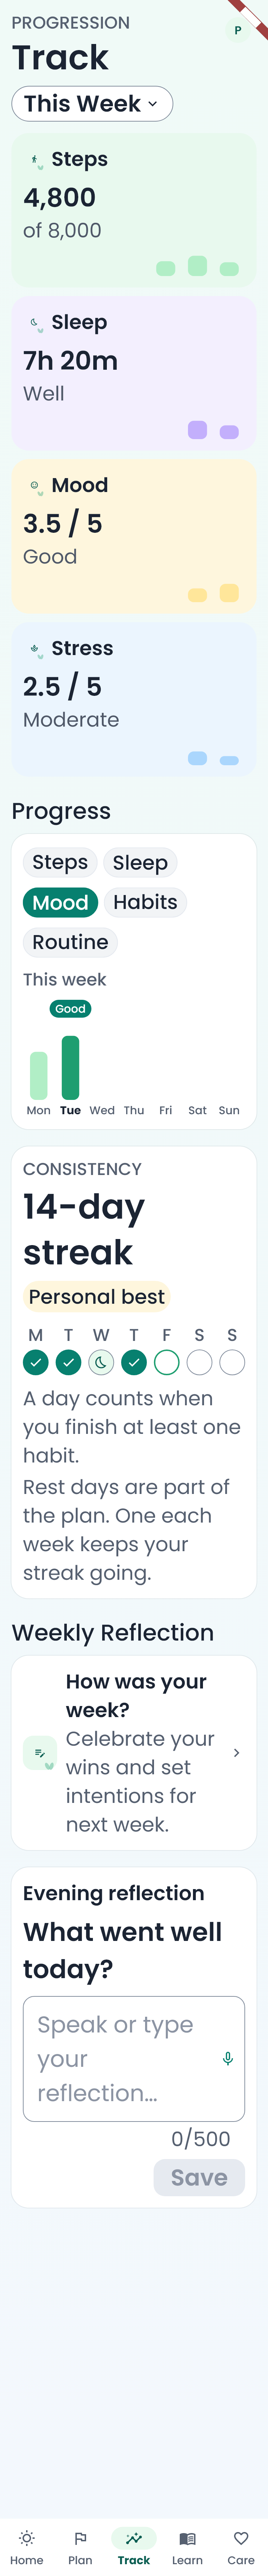 PROGRESSION
P
Track
This Week
Steps
4,800
of 8,000
Sleep
7h 20m
Well
Mood
3.5 / 5
Good
Stress
2.5 / 5
Moderate
Progress
Steps
Sleep
Mood
Habits
Routine
This week
Good
Mon Tue Wed Thu Fri Sat Sun
CONSISTENCY
14-day
streak
Personal best
M T W T F S S
A day counts when
you finish at least one
habit.
Rest days are part of
the plan. One each
week keeps your
streak going.
Weekly Reflection
How was your
week?
Celebrate your
wins and set
intentions for
next week.
Evening reflection
What went well
today?
Speak or type
your
reflection...
0/500
Save
Home Plan Track Learn Care